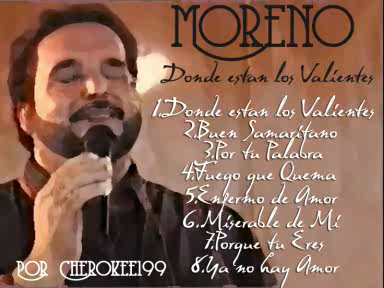 MORENO
Donde estan los Valientes
1.Donde estan los Valientes
2.Buen Samaritano
3.Por tu Palabra
4.Fuego que Quema
5.Enfermo de Amor
6.Miserable de Mi
7.Porque tu Eres
8.Ya no hay Amor
POR CHEROKEE199